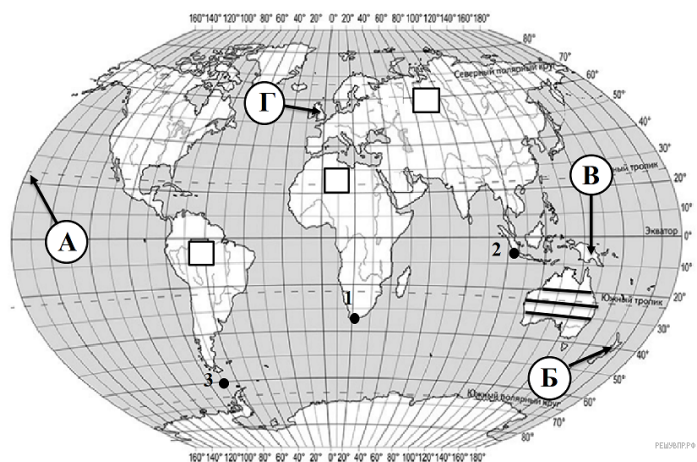 160°140° 120° 100° 80° 60° 40° 20° 0° 20° 40° 60° 80° 100°120°140°160°180°
80°
70°
Северный полярный круг
60°
50°
40°
ный тропик
20°
10°
Экватор
0°
10°
Южный тропик
20°
30°
40°
50°
Южный полярный круг
60°
70°
80°
160° 140° 120° 100° 80° 60° 40° 20° 0° 20° 40° 60° 80° 100° 120° 140° 160° 180°
Г
В
А
Б
1
2
3
РЕШУВПР.РФ